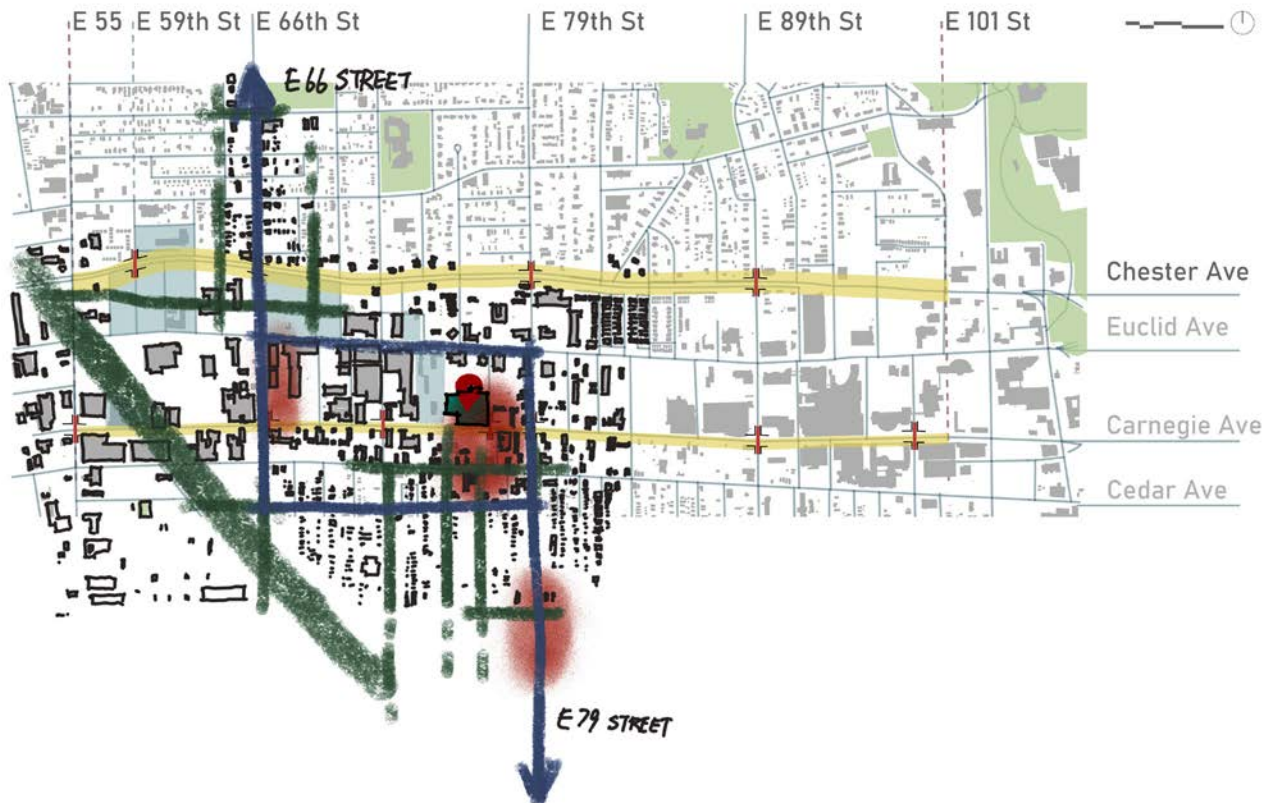 E 55
E 59th St
E 66th St
E 79th St
E 89th St
E 101 St
E 66 STREET
Chester Ave
Euclid Ave
Carnegie Ave
Cedar Ave
E 79 STREET